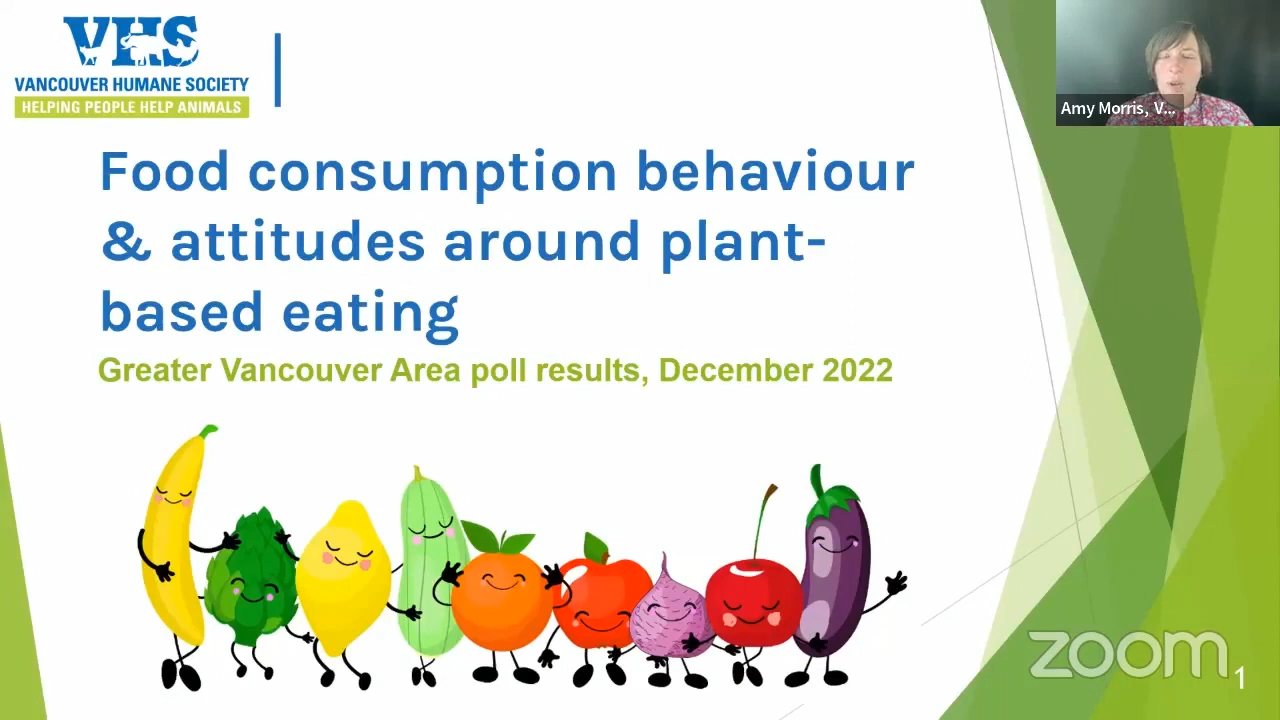 VHS
VANCOUVER HUMANE SOCIETY
HELPING PEOPLE HELP ANIMALS
Amy Morris, V...
Food consumption behaviour
& attitudes around plant-
based eating
Greater Vancouver Area poll results, December 2022
zoom
1